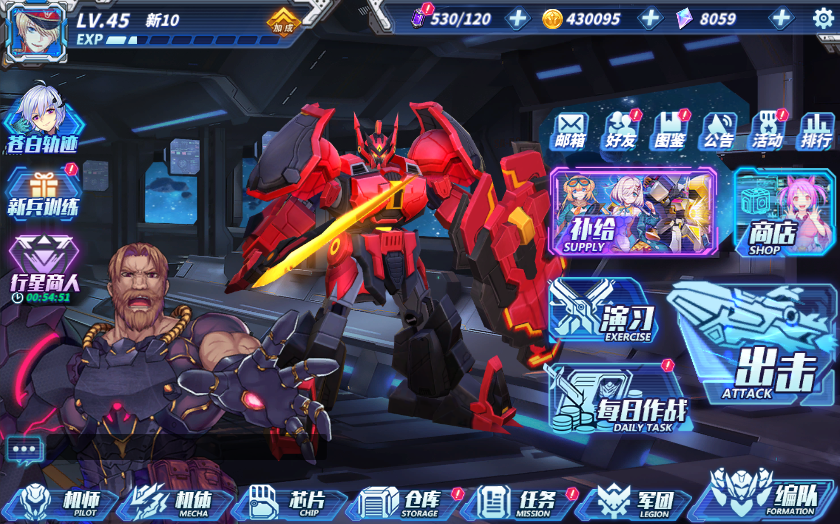 LV.45 新10
EXP
加成
530/120
430095
8059
苍白轨迹
新兵训练
行星商人
00:54:51
邮箱 好友 图鉴 公告 活动 排行
补给
SUPPLY
商店
SHOP
演习
EXERCISE
出击
ATTACK
每日作战
DAILY TASK
机师
PILOT
机体
MECHA
芯片
CHIP
仓库
STORAGE
任务
MISSION
军团
LEGION
编队
FORMATION